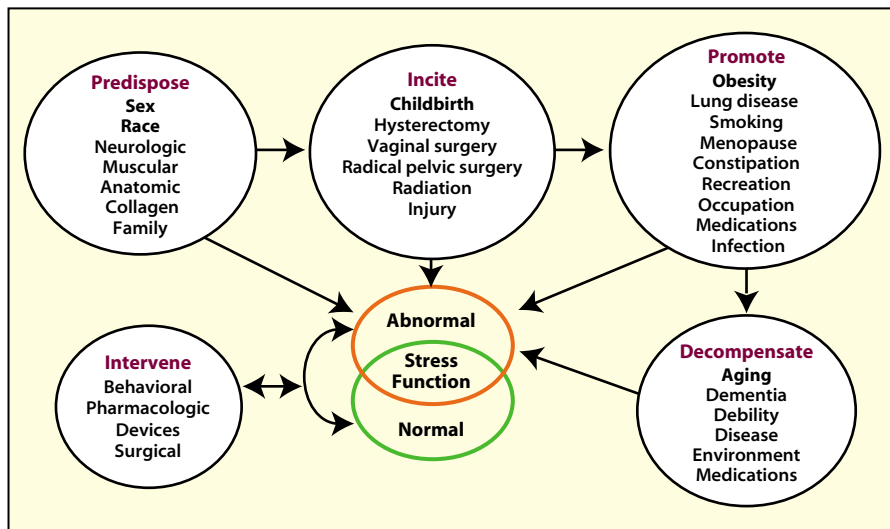 Predispose
Sex
Race
Neurologic
Muscular
Anatomic
Collagen
Family
Incite
Childbirth
Hysterectomy
Vaginal surgery
Radical pelvic surgery
Radiation
Injury
Promote
Obesity
Lung disease
Smoking
Menopause
Constipation
Recreation
Occupation
Medications
Infection
Intervene
Behavioral
Pharmacologic
Devices
Surgical
Abnormal
Stress
Function
Normal
Decompensate
Aging
Dementia
Debility
Disease
Environment
Medications